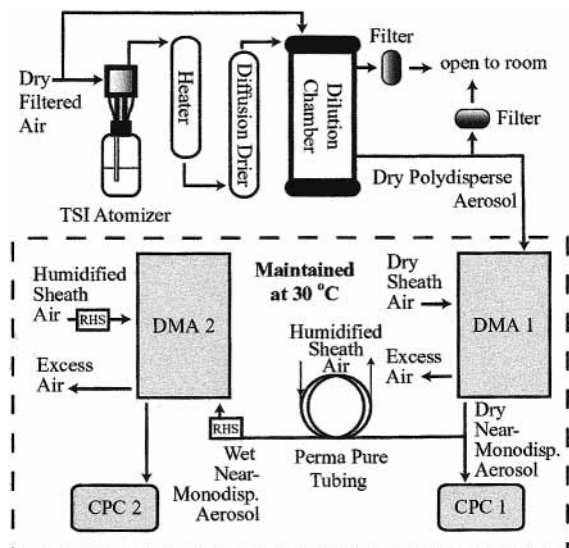 Dry
Filtered
Air
TSI Atomizer
Heater
Diffusion Drier
Dilution
Chamber
Filter
open to room
Filter
Dry Polydisperse
Aerosol
Humidified
Sheath
Air
RHS
DMA 2
Excess
Air
Maintained
at 30 °C
Humidified
Sheath
Air
Dry
Sheath
Air
DMA 1
Excess
Air
RHS
Wet
Near-
Monodisp.
Aerosol
Perma Pure
Tubing
Dry
Near-
Monodisp.
Aerosol
CPC 2
CPC 1